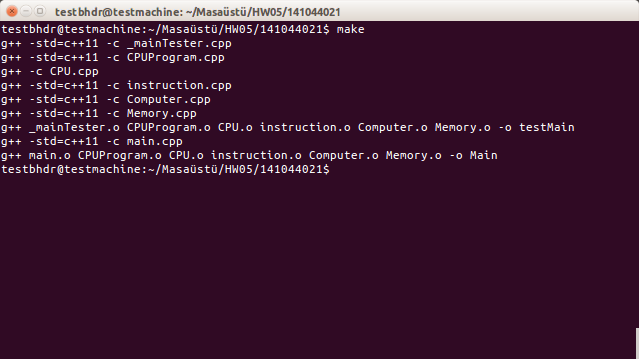 testbhdr@testmachine: ~/Masaüstü/HW05/141044021
testbhdr@testmachine:~/Masaüstü/HW05/141044021$ make
g++ -std=c++11 -c _mainTester.cpp
g++ -std=c++11 -c CPUProgram.cpp
g++ -c CPU.cpp
g++ -std=c++11 -c instruction.cpp
g++ -std=c++11 -c Computer.cpp
g++ -std=c++11 -c Memory.cpp
g++ _mainTester.o CPUProgram.o CPU.o instruction.o Computer.o Memory.o -o testMain
g++ -std=c++11 -c main.cpp
g++ main.o CPUProgram.o CPU.o instruction.o Computer.o Memory.o -o Main
testbhdr@testmachine:~/Masaüstü/HW05/141044021$